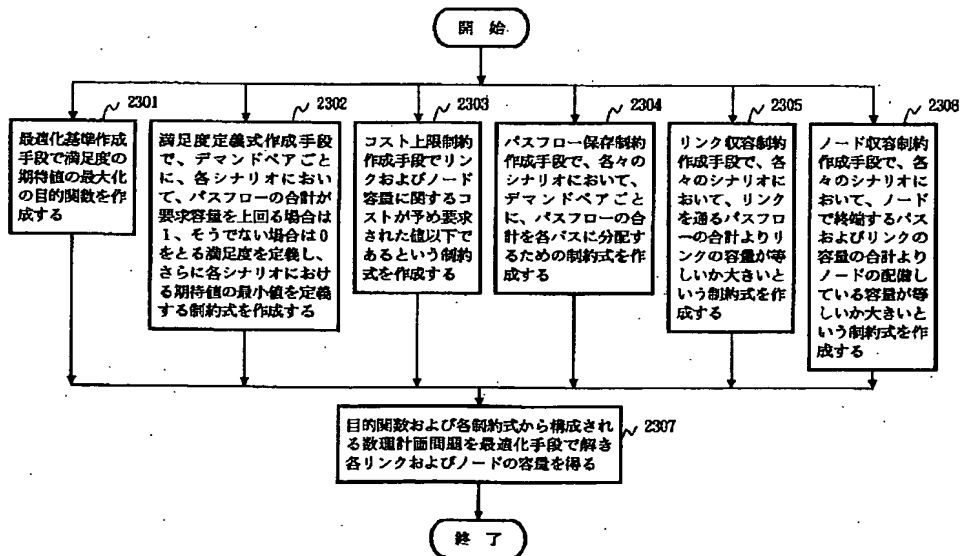 開 始
2301
最適化基準作成
手段で満足度の
期待値の最大化
の目的関数を作
成する
2302
満足度定義式作成手段
で、デマンドペアごと
に、各シナリオにおい
て、パスフローの合計が
要求容量を上回る場合は
1、そうでない場合は0
をとる満足度を定義し、
さらに各シナリオにおけ
る期待値の最小値を定義
する制約式を作成する
2303
コスト上限制約
作成手段でリンク
およびノード
容量に関するコ
ストが予め要求
された値以下で
あるという制約
式を作成する
2304
パスフロー保存制約
作成手段で、各々の
シナリオにおいて、
デマンドペアごと
に、パスフローの合
計を各パスに分配す
るための制約式を作
成する
2305
リンク収容制約
作成手段で、各
々のシナリオに
おいて、リンク
を通るパスフロ
ーの合計よりリ
ンクの容量が等
しいか大きいと
いう制約式を作
成する
2306
ノード収容制約
作成手段で、各
々のシナリオに
おいて、ノード
で終端するパス
およびリンクの
容量の合計より
ノードの配備し
ている容量が等
しいか大きいと
いう制約式を作
成する
目的関数および各制約式から構成され
る数理計画問題を最適化手段で解き
各リンクおよびノードの容量を得る
2307
終 了